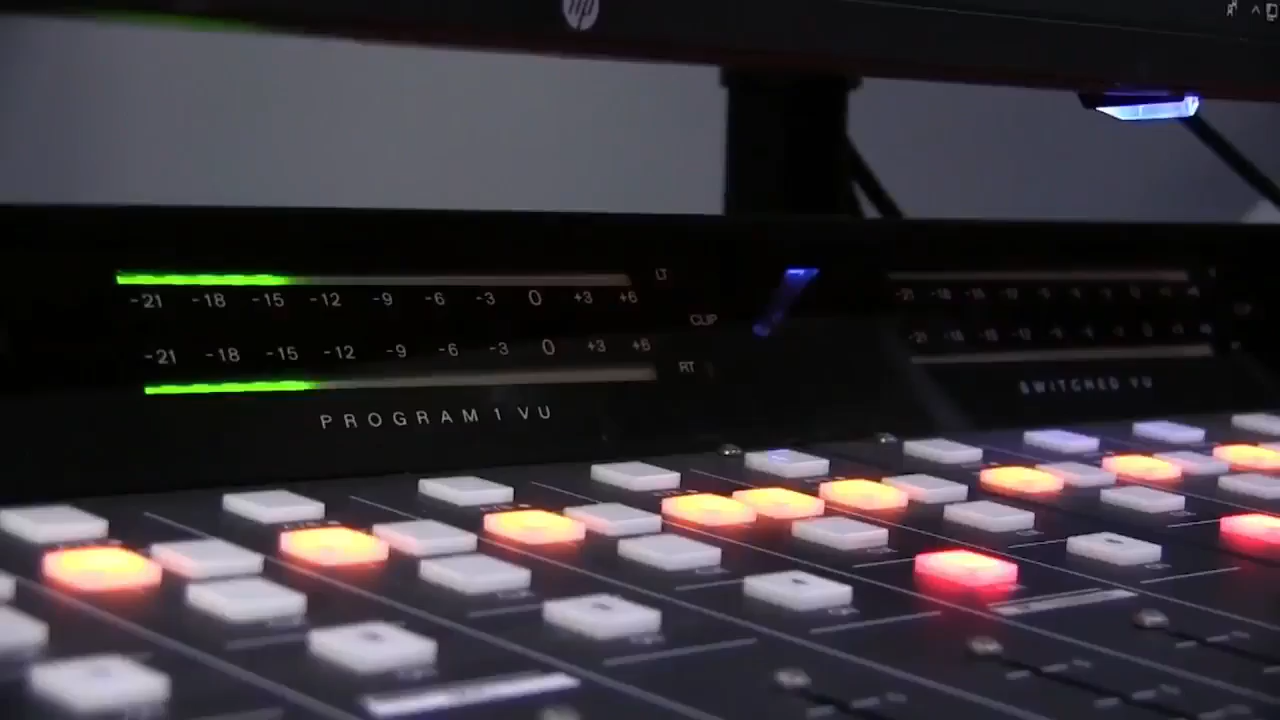 hp
LT
-21 -18 -15 -12 -9 -6 -3 0 +3 +6
CLIP
-21 -18 -15 -12 -9 -6 -3 0 +3 +6
RT
PROGRAM 1 VU
SWITCHED VU